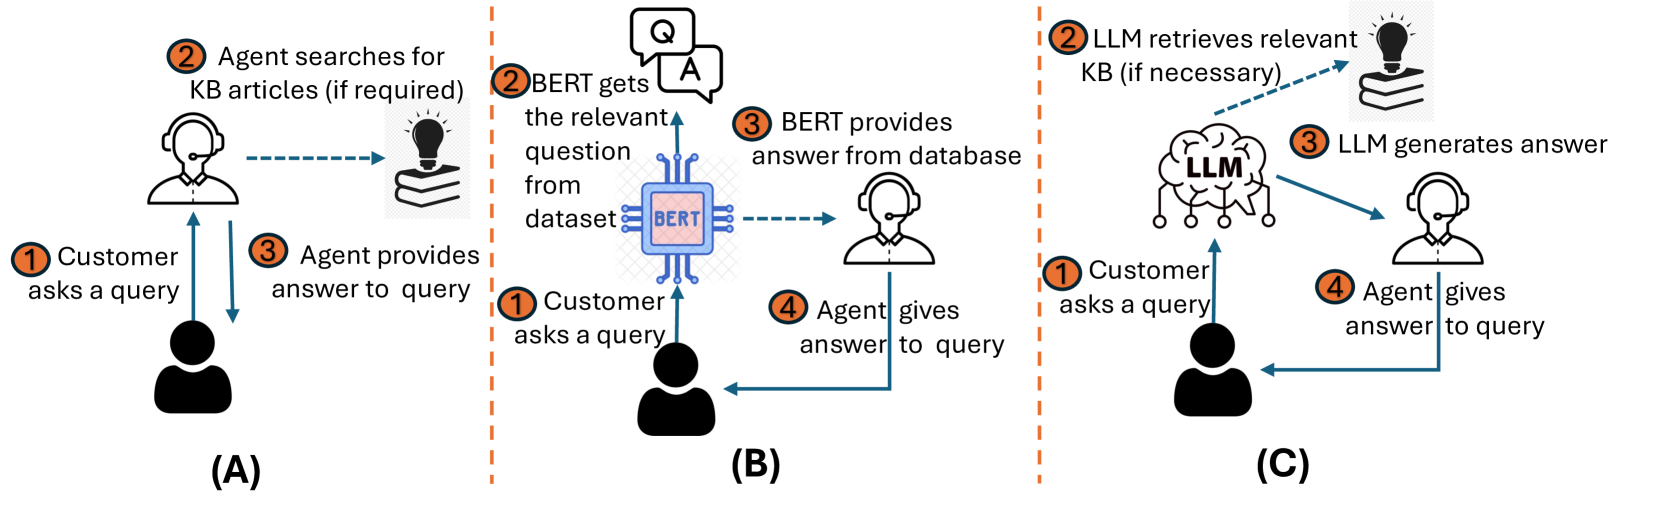 2 Agent searches for
KB articles (if required)
1 Customer
asks a query
3 Agent provides
answer to query
(A)
Q
A
2 BERT gets
the relevant
question
from
dataset
BERT
3 BERT provides
answer from database
1 Customer
asks a query
4 Agent gives
answer to query
(B)
2 LLM retrieves relevant
KB (if necessary)
LLM
3 LLM generates answer
1 Customer
asks a query
4 Agent gives
answer to query
(C)